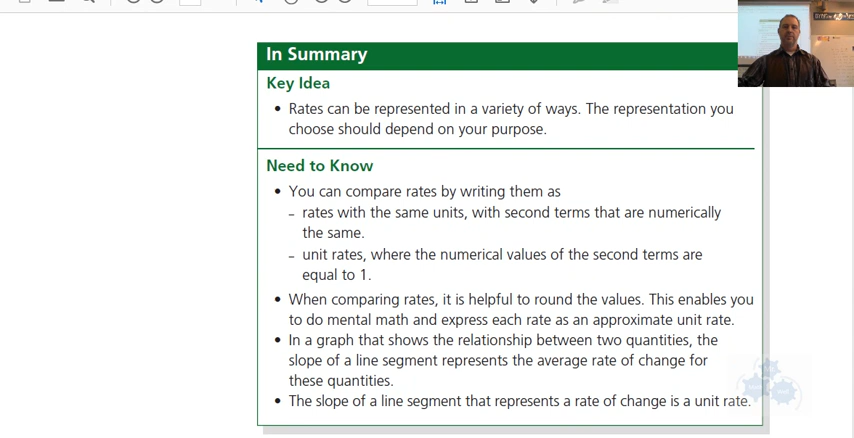 In Summary
Key Idea
• Rates can be represented in a variety of ways. The representation you
choose should depend on your purpose.
Need to Know
• You can compare rates by writing them as
– rates with the same units, with second terms that are numerically
the same.
– unit rates, where the numerical values of the second terms are
equal to 1.
• When comparing rates, it is helpful to round the values. This enables you
to do mental math and express each rate as an approximate unit rate.
• In a graph that shows the relationship between two quantities, the
slope of a line segment represents the average rate of change for
these quantities.
• The slope of a line segment that represents a rate of change is a unit rate.